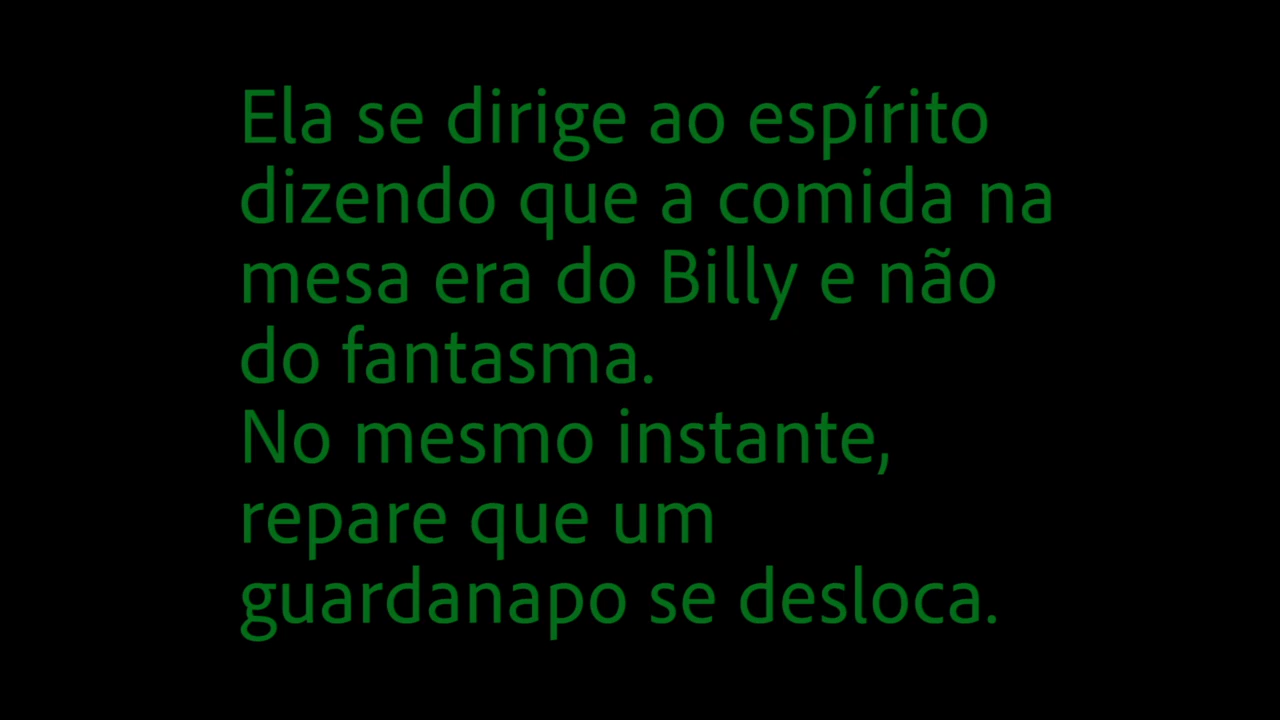 Ela se dirige ao espírito
dizendo que a comida na
mesa era do Billy e não
do fantasma.
No mesmo instante,
repare que um
guardanapo se desloca.